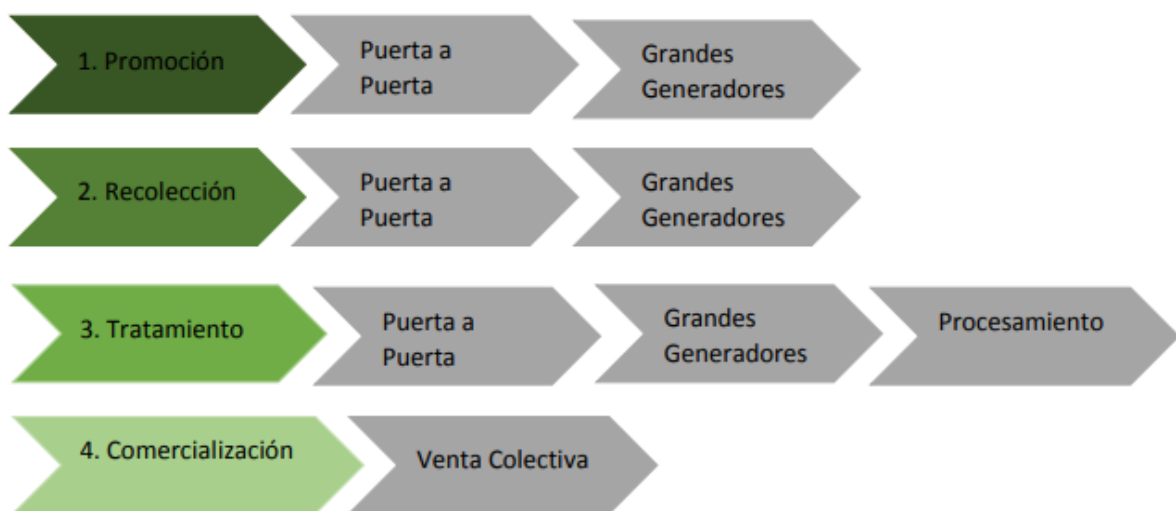 1. Promoción
Puerta a
Puerta
Grandes
Generadores
2. Recolección
Puerta a
Puerta
Grandes
Generadores
3. Tratamiento
Puerta a
Puerta
Grandes
Generadores
Procesamiento
4. Comercialización
Venta Colectiva